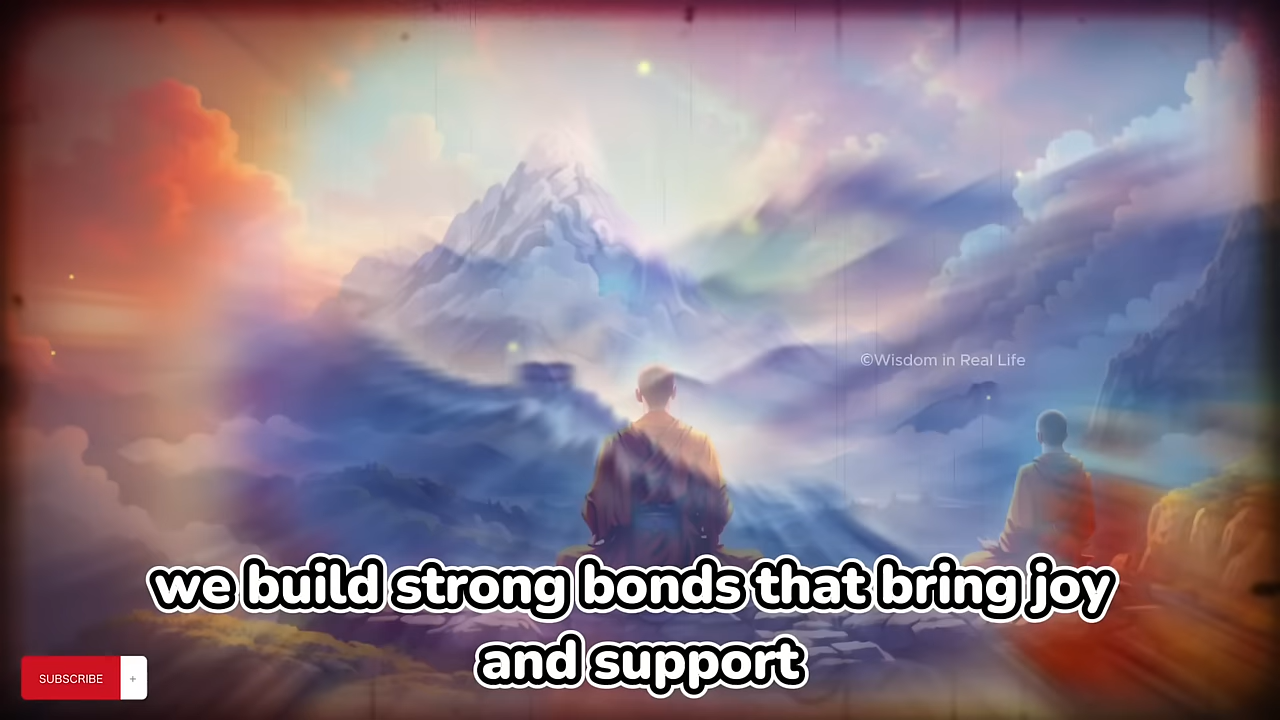 ©Wisdom in Real Life
we build strong bonds that bring joy
and support
SUBSCRIBE +